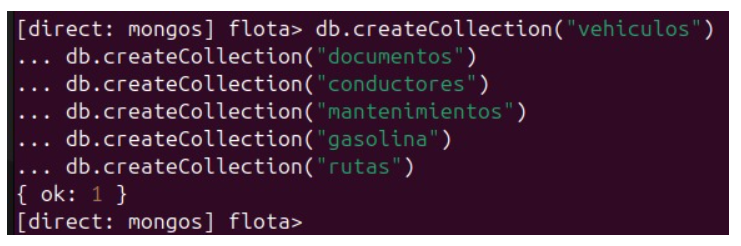 [direct: mongos] flota> db.createCollection("vehiculos")
... db.createCollection("documentos")
... db.createCollection("conductores")
... db.createCollection("mantenimientos")
... db.createCollection("gasolina")
... db.createCollection("rutas")
{ ok: 1 }
[direct: mongos] flota>